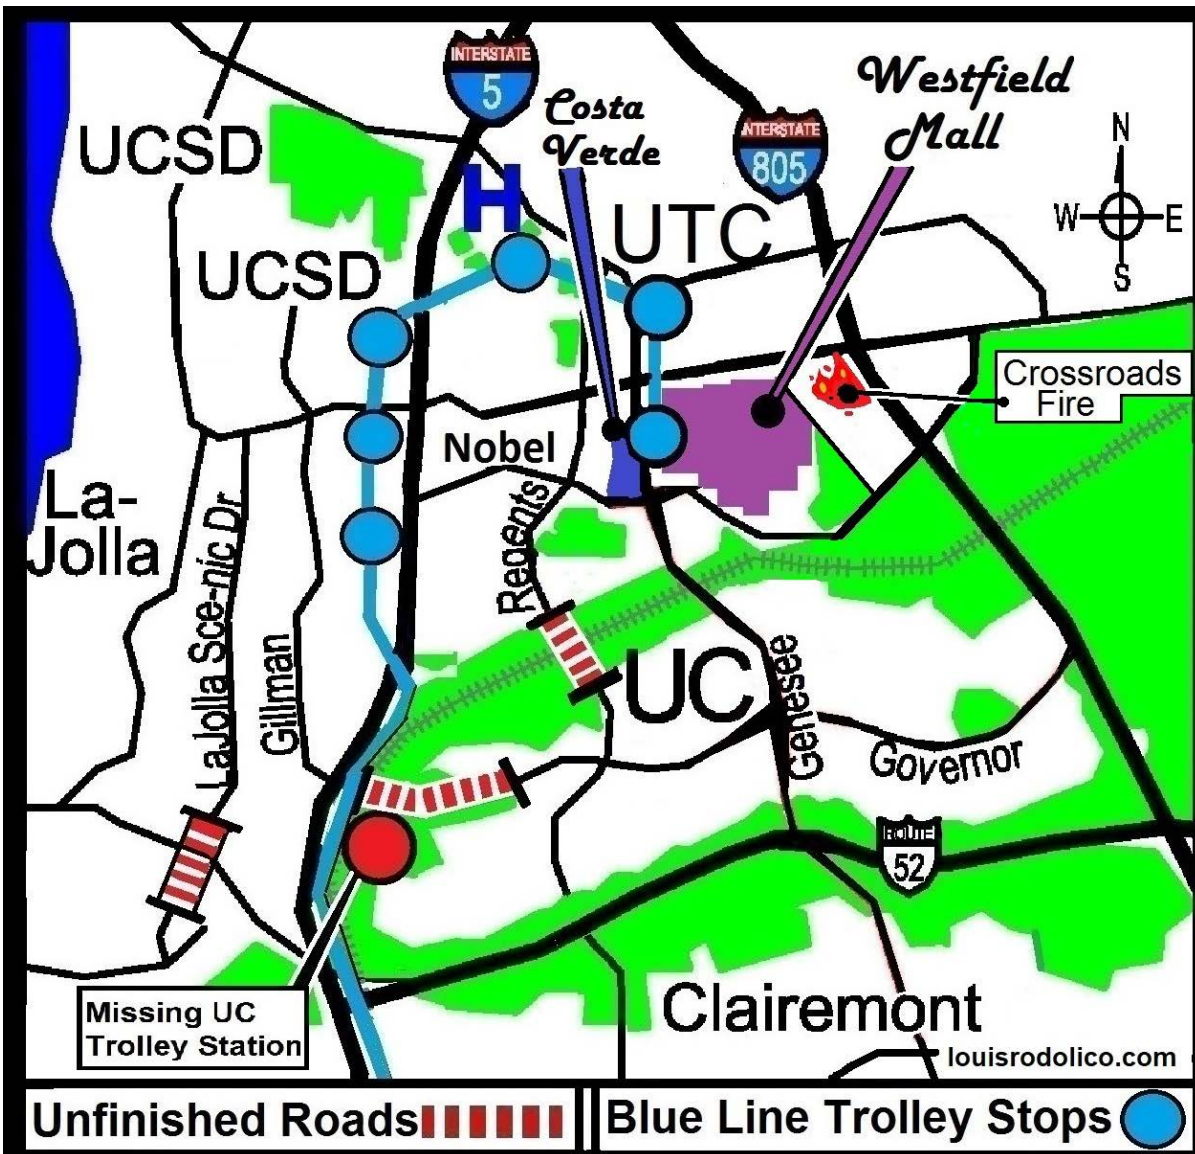 INTERSTATE
5
Costa
Verde
Westfield
Mall
INTERSTATE
805
UCSD
H
UTC
N
W E
S
UCSD
Crossroads
Fire
Nobel
La-
Jolla
LaJolla Sce-nic Dr
Gillman
Regents
UC
Genesee
Governor
ROUTE
52
Missing UC
Trolley Station
Clairemont
louisrodolico.com
Unfinished Roads
Blue Line Trolley Stops